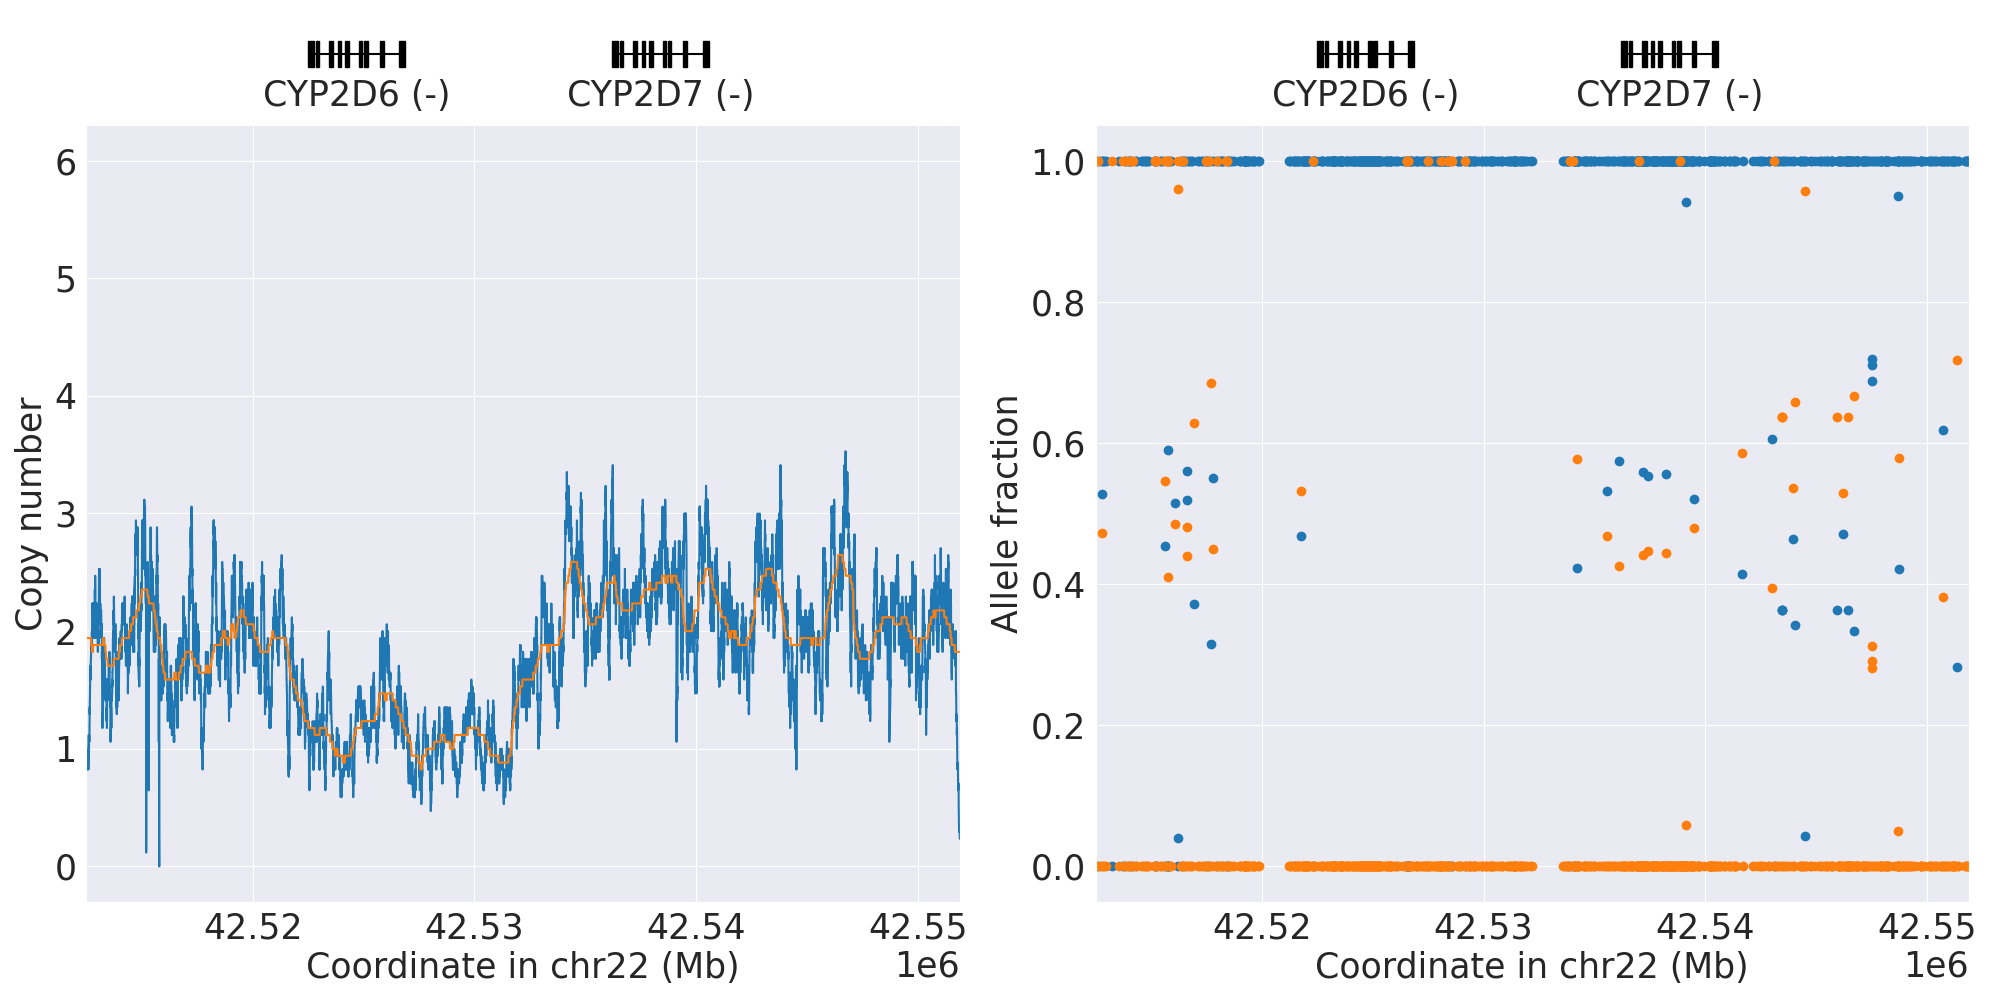 CYP2D6 (-) CYP2D7 (-)
6
5
4
3
2
1
0
Copy number
42.52 42.53 42.54 42.55
Coordinate in chr22 (Mb) 1e6
CYP2D6 (-) CYP2D7 (-)
1.0
0.8
0.6
0.4
0.2
0.0
Allele fraction
42.52 42.53 42.54 42.55
Coordinate in chr22 (Mb) 1e6